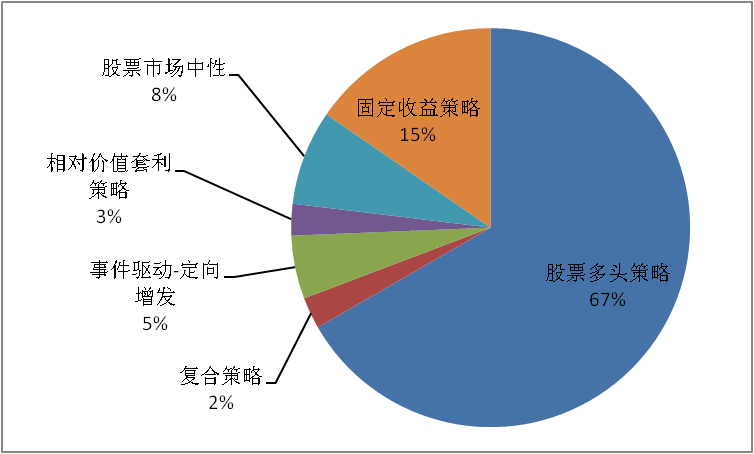 股票市场中性
8%
固定收益策略
15%
相对价值套利
策略
3%
事件驱动-定向
增发
5%
股票多头策略
67%
复合策略
2%